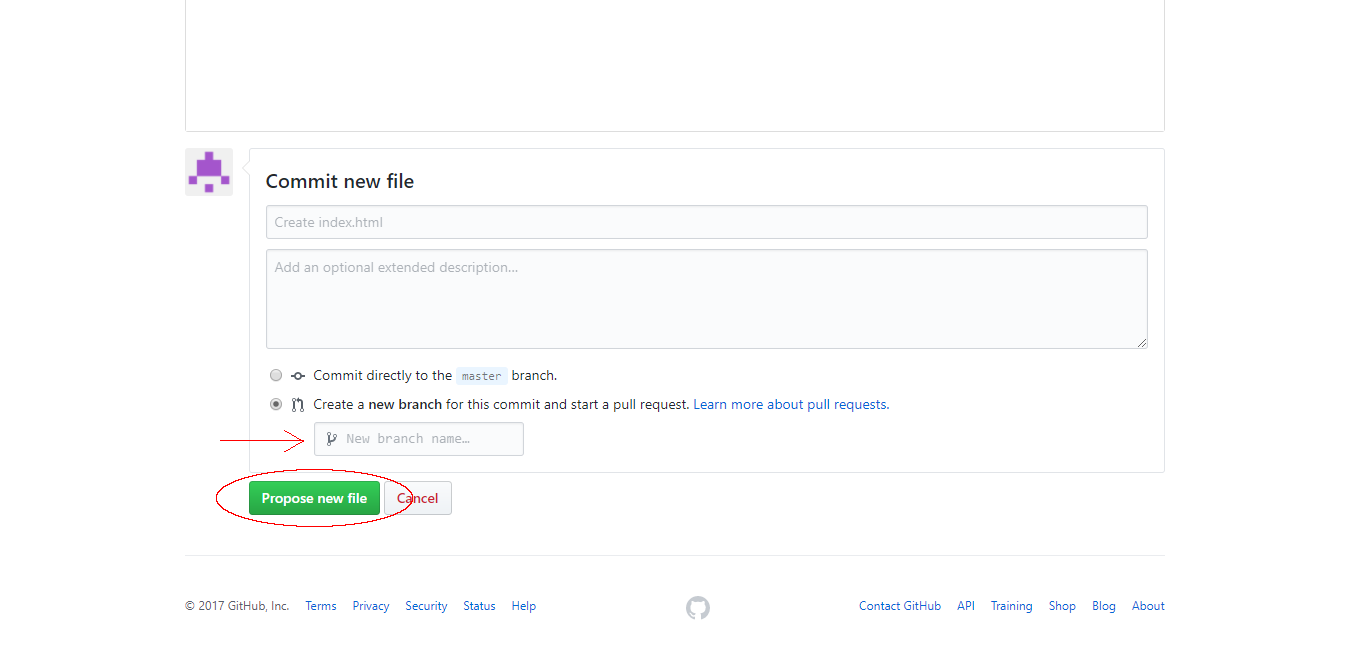 Commit new file
Create index.html
Add an optional extended description...
Commit directly to the master branch.
Create a new branch for this commit and start a pull request. Learn more about pull requests.
New branch name…
Propose new file Cancel
© 2017 GitHub, Inc. Terms Privacy Security Status Help Contact GitHub API Training Shop Blog About